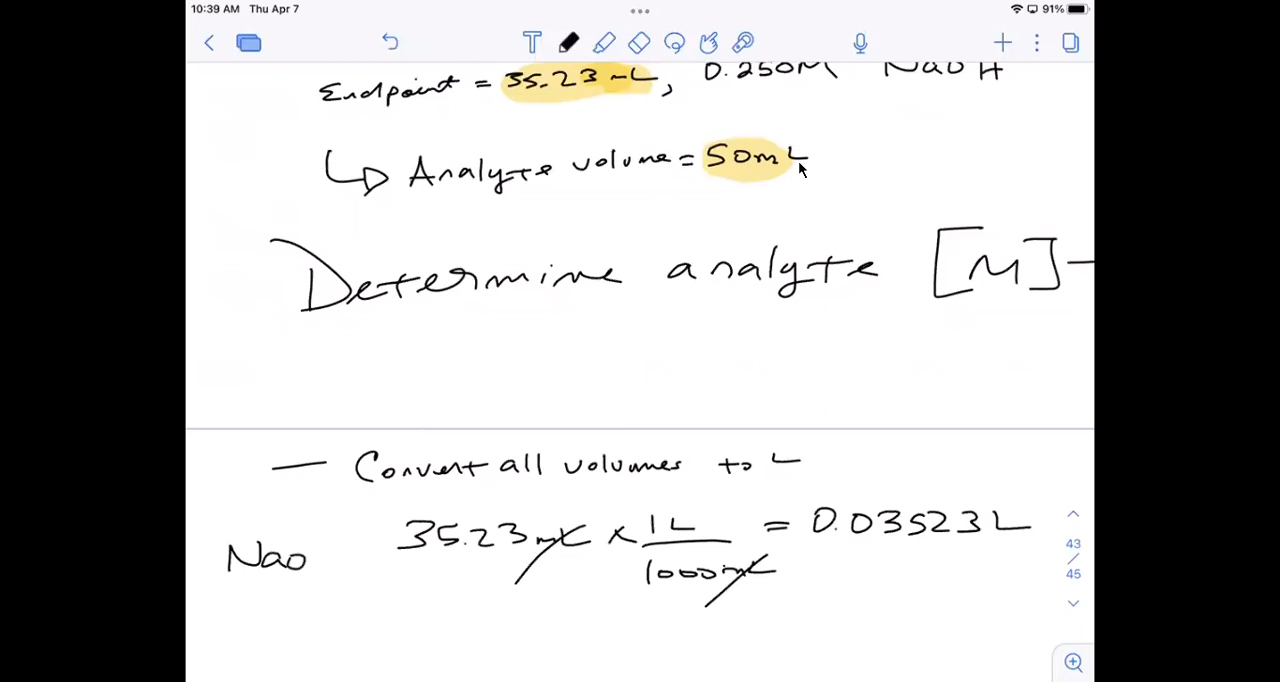 10:39 AM Thu Apr 7
91%
Endpoint = 35.23 mL, 0.250M NaOH
↳ Analyte volume = 50mL
Determine analyte [M] -
— Convert all volumes to L
Nao 35.23mL x 1L / 1000mL = 0.03523L
43
/
45